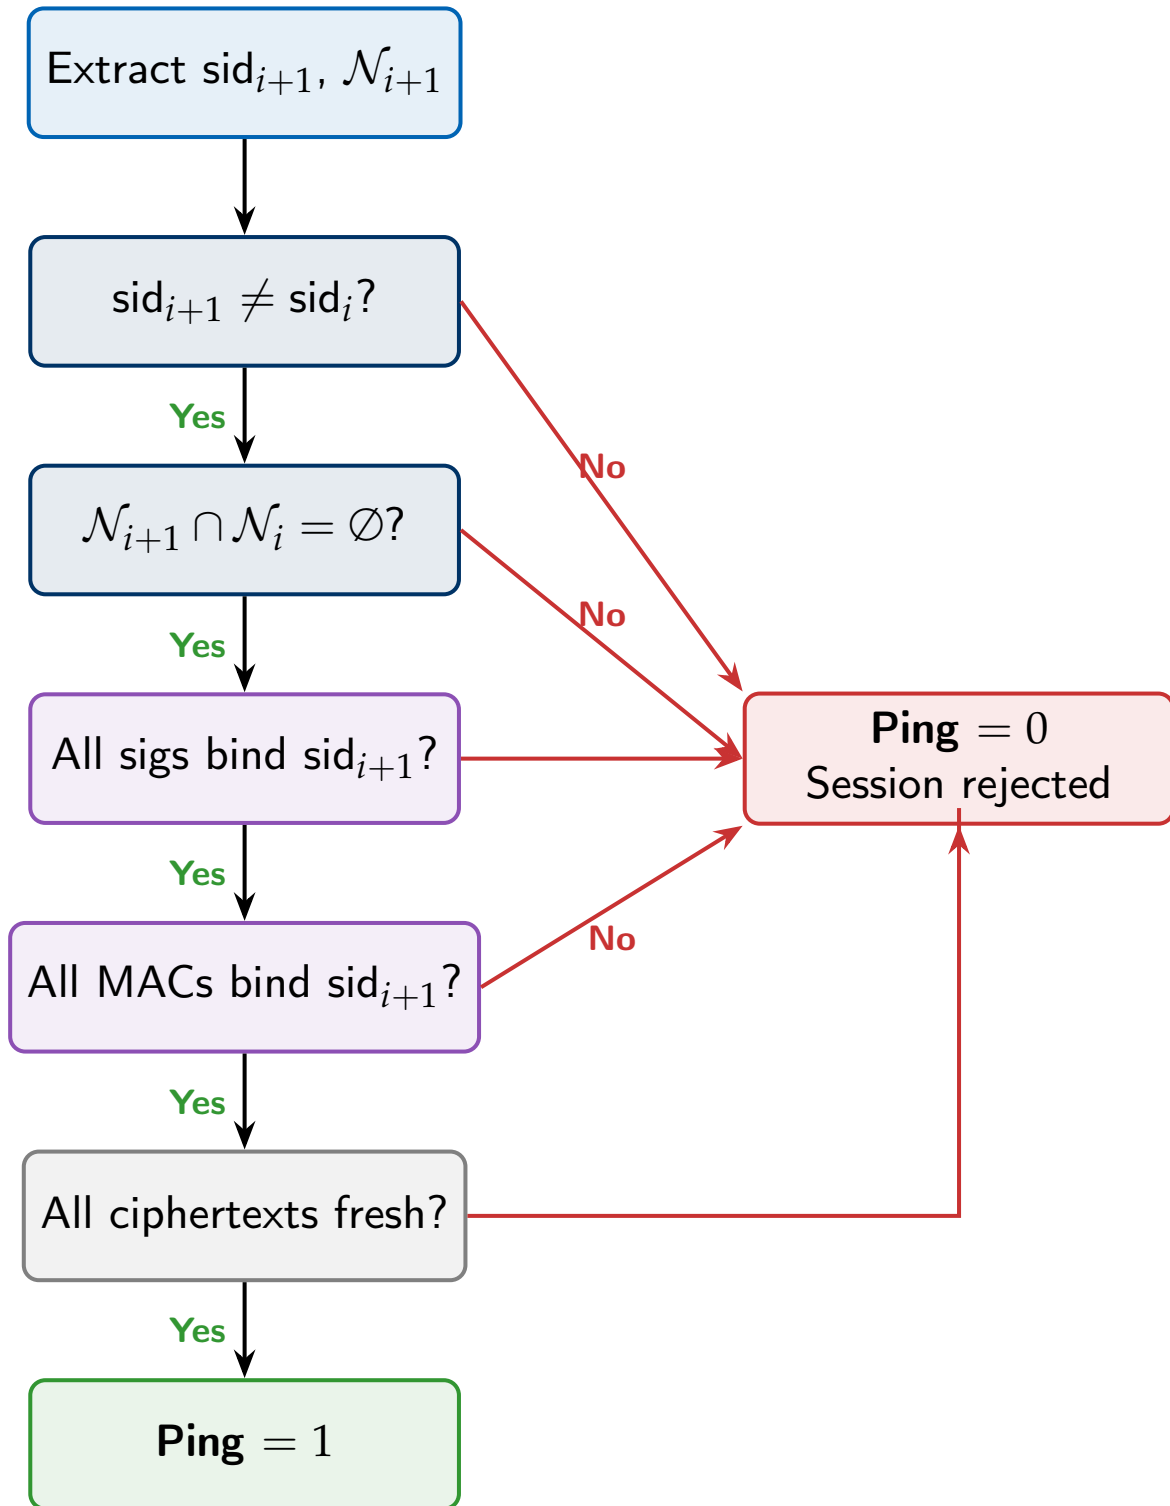 Extract sid_{i+1}, 𝒩_{i+1}
sid_{i+1} ≠ sid_i?
Yes
No
𝒩_{i+1} ∩ 𝒩_i = ∅?
Yes
No
All sigs bind sid_{i+1}?
Ping = 0
Session rejected
Yes
No
All MACs bind sid_{i+1}?
Yes
All ciphertexts fresh?
Yes
Ping = 1